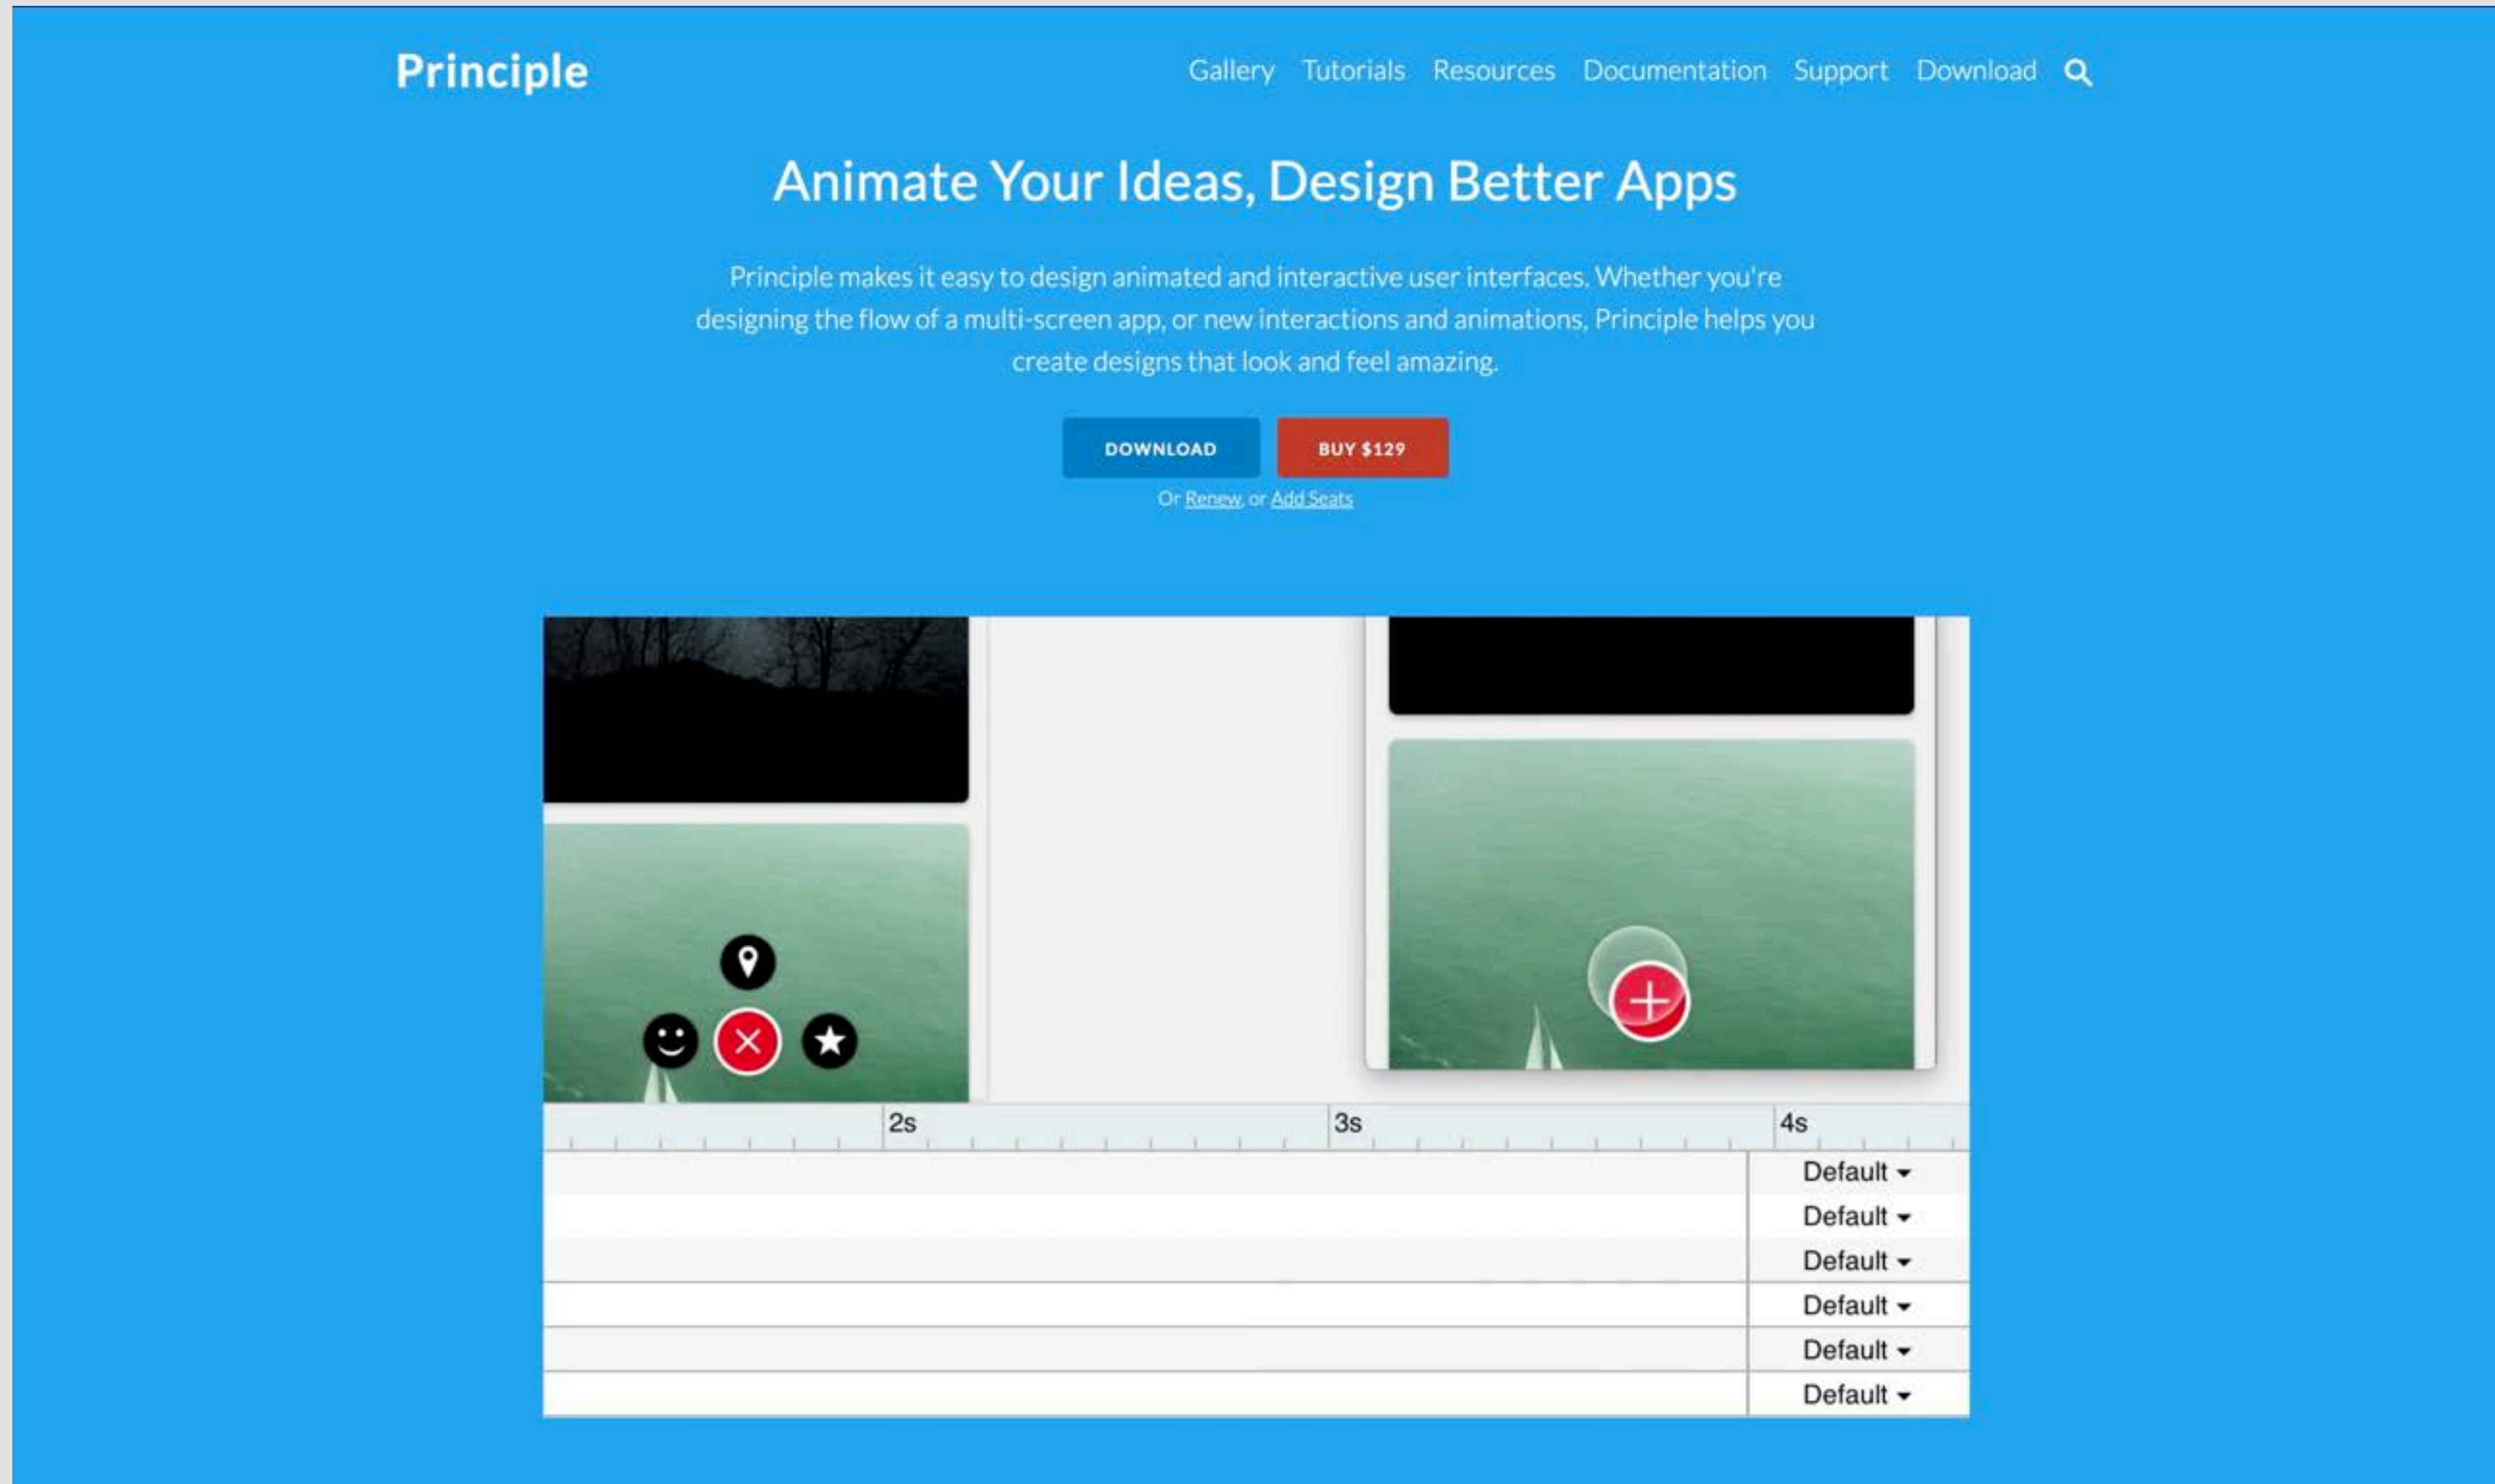 Principle
Gallery Tutorials Resources Documentation Support Download
Animate Your Ideas, Design Better Apps
Principle makes it easy to design animated and interactive user interfaces. Whether you're
designing the flow of a multi-screen app, or new interactions and animations, Principle helps you
create designs that look and feel amazing.
DOWNLOAD
BUY $129
Or Renew, or Add Seats
2s
3s
4s
Default
Default
Default
Default
Default
Default